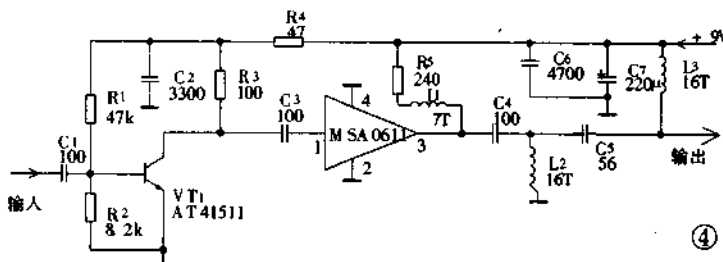 R4
47
+ 9V
R1
47k
C2
3300
R3
100
C3
100
R5
240
L1
7T
C6
4700
C7
220μ
L3
16T
C1
100
4
MSA 0611
1
3
2
C4
100
C5
56
L2
16T
输入
输出
R2
8.2k
VT1
AT41511
④